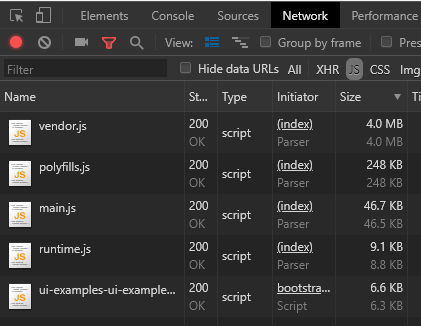 Elements Console Sources Network Performance
View: Group by frame Pres
Filter Hide data URLs All XHR JS CSS Img
Name St... Type Initiator Size Ti
vendor.js 200 script (index) 4.0 MB
OK Parser 4.0 MB
polyfills.js 200 script (index) 248 KB
OK Parser 248 KB
main.js 200 script (index) 46.7 KB
OK Parser 46.5 KB
runtime.js 200 script (index) 9.1 KB
OK Parser 8.8 KB
ui-examples-ui-example... 200 script bootstra... 6.6 KB
OK Script 6.3 KB